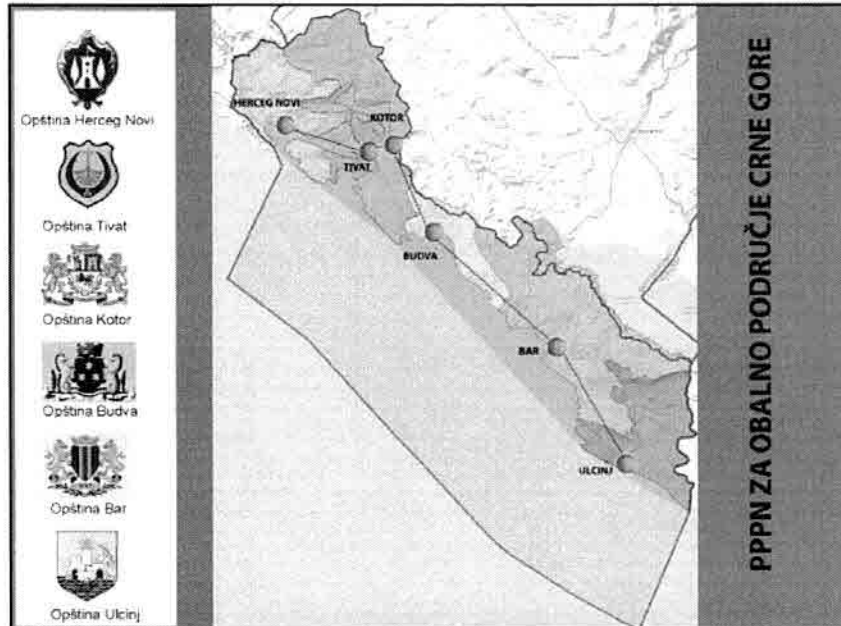 Opština Herceg Novi
Opština Tivat
Opština Kotor
Opština Budva
Opština Bar
Opština Ulcinj
HERCEG NOVI
KOTOR
TIVAT
BUDVA
BAR
ULCINJ
PPPN ZA OBALNO PODRUČJE CRNE GORE